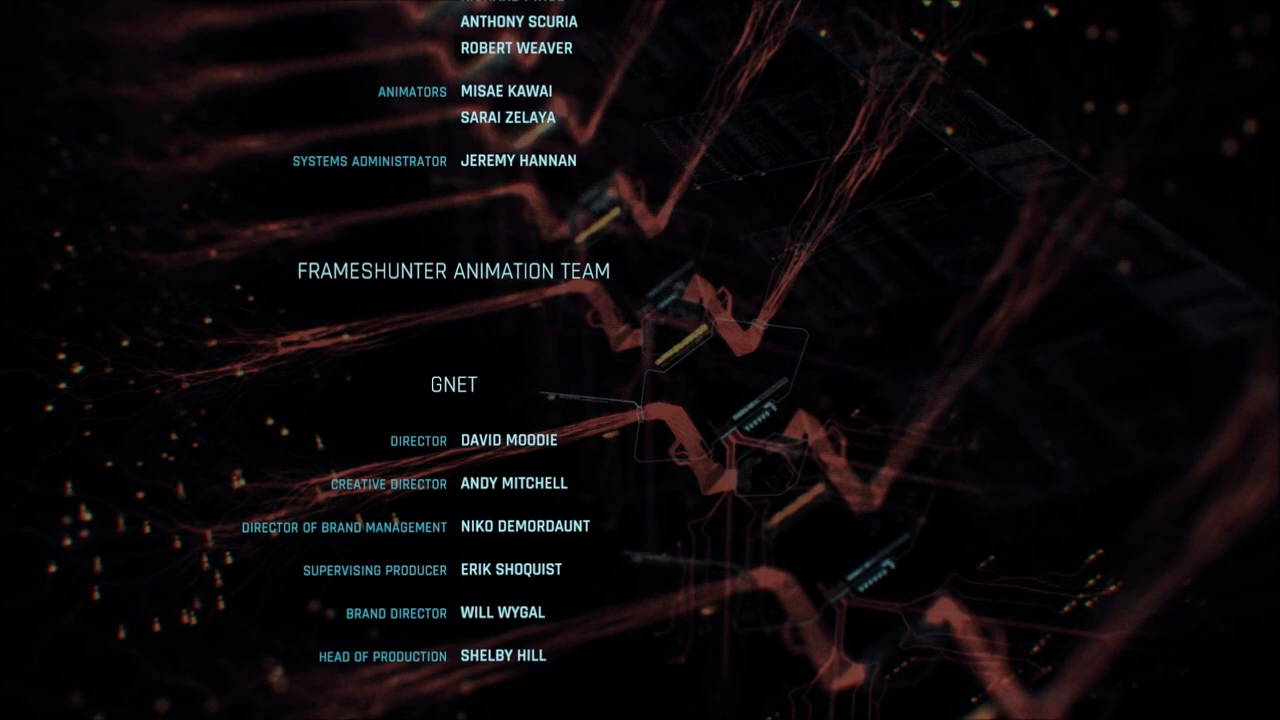 ANTHONY SCURIA
ROBERT WEAVER
ANIMATORS MISAE KAWAI
SARAI ZELAYA
SYSTEMS ADMINISTRATOR JEREMY HANNAN
FRAMESHUNTER ANIMATION TEAM
GNET
DIRECTOR DAVID MOODIE
CREATIVE DIRECTOR ANDY MITCHELL
DIRECTOR OF BRAND MANAGEMENT NIKO DEMORDAUNT
SUPERVISING PRODUCER ERIK SHOQUIST
BRAND DIRECTOR WILL WYGAL
HEAD OF PRODUCTION SHELBY HILL